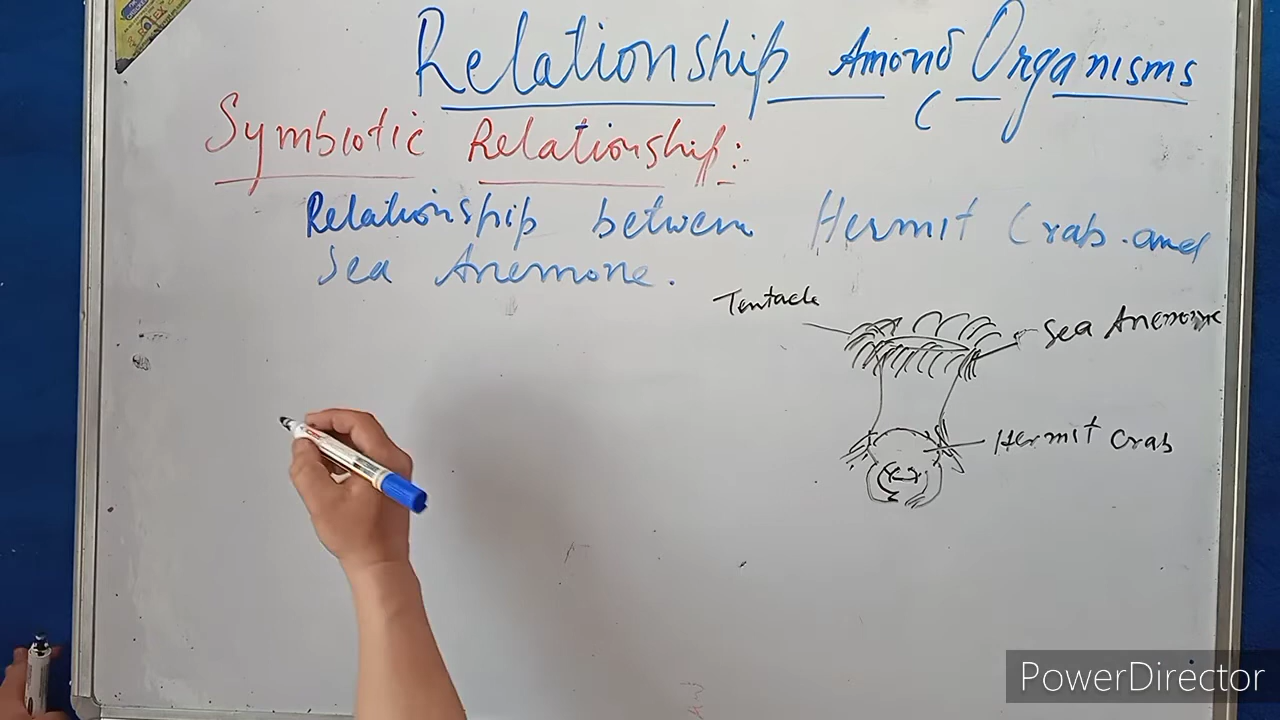 Relationship Among Organisms
Symbiotic Relationship:
Relationship between Hermit Crab and
Sea Anemone.
Tentacle
Sea Anemone
Hermit Crab
PowerDirector